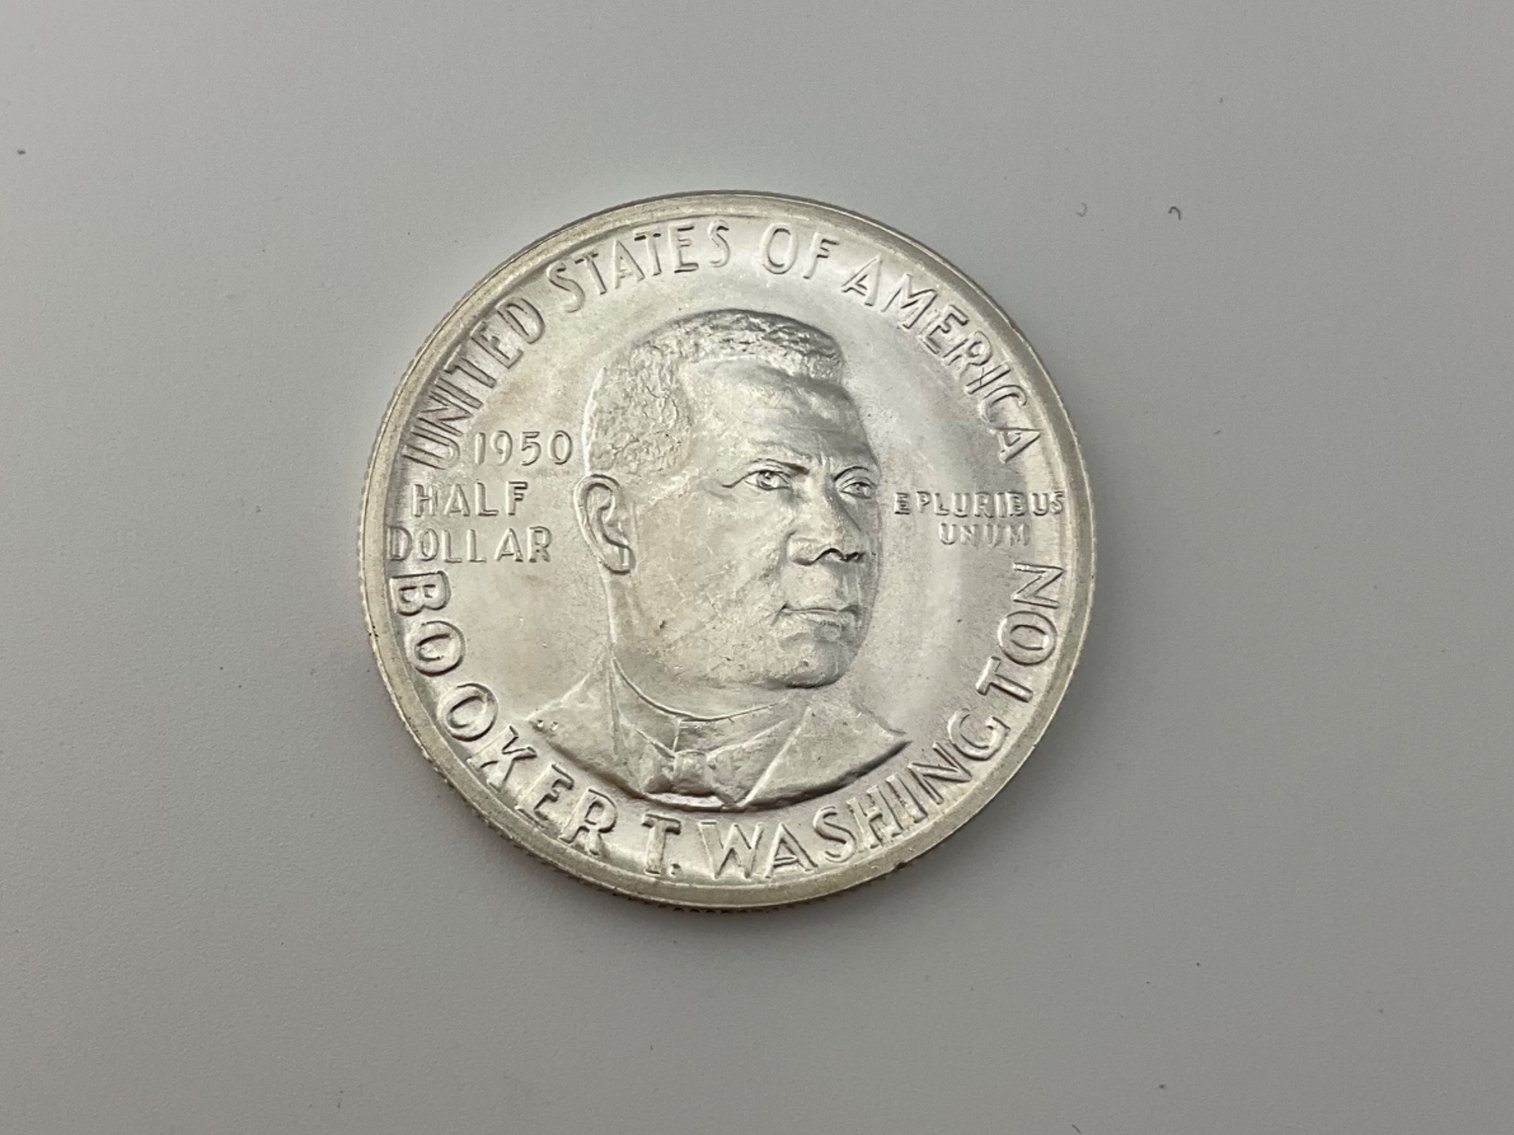 UNITED STATES OF AMERICA
1950
HALF
DOLLAR
E PLURIBUS
UNUM
BOOKER T. WASHINGTON